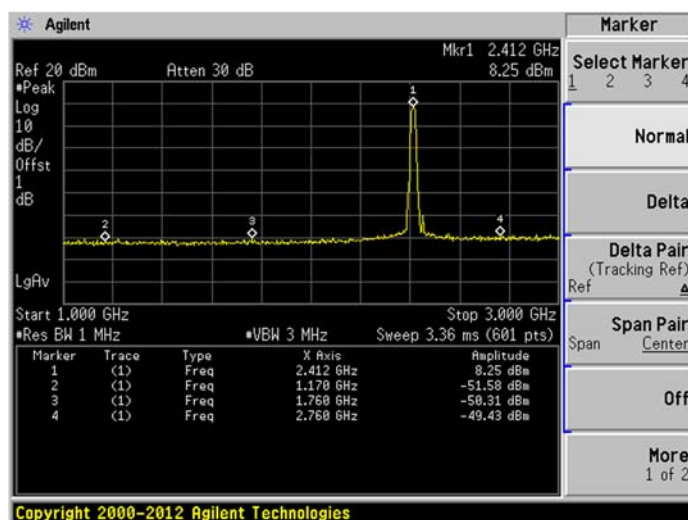 Agilent
Marker
Mkr1 2.412 GHz
Ref 20 dBm Atten 30 dB 8.25 dBm
#Peak
Log
10
dB/
Offst
1
dB
LgAv
1
2
3
4
Start 1.000 GHz Stop 3.000 GHz
#Res BW 1 MHz #VBW 3 MHz Sweep 3.36 ms (601 pts)
Marker Trace Type X Axis Amplitude
1 (1) Freq 2.412 GHz 8.25 dBm
2 (1) Freq 1.170 GHz -51.58 dBm
3 (1) Freq 1.760 GHz -50.31 dBm
4 (1) Freq 2.760 GHz -49.43 dBm
Select Marker
1 2 3 4
Normal
Delta
Delta Pair
(Tracking Ref)
Ref Δ
Span Pair
Span Center
Off
More
1 of 2
Copyright 2000-2012 Agilent Technologies